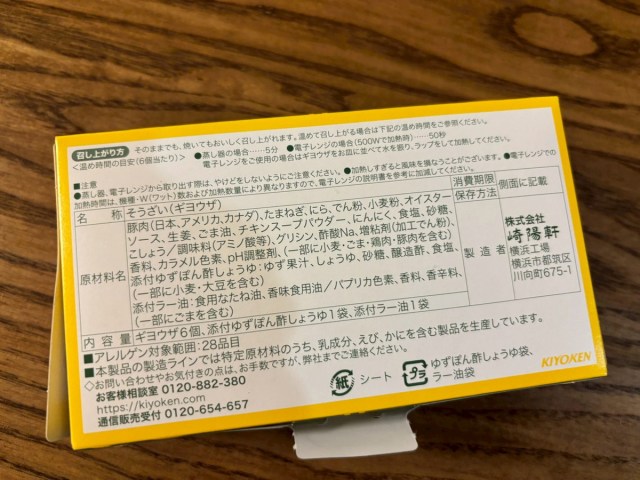 召し上がり方 そのままでも、焼いてもおいしく召し上がれます。温めて召し上がる場合は下記の温め時間をご参照ください。
<温め時間の目安(6個当たり)> ●蒸し器の場合……5分 ●電子レンジの場合(500Wで加熱時)……50秒
●電子レンジをご使用の場合はギヨウザをお皿に並べて水を振り、ラップをして加熱してください。
■注意
●蒸し器、電子レンジから取り出す際は、やけどをしないようにご注意ください。 ●加熱しすぎると風味を損なうことがございます。 ●電子レンジでの
加熱時間は、機種・W(ワット)数および加熱数量により異なりますので、電子レンジの説明書を参考に加減してください。
名称 そうざい(ギヨウザ)
原材料名 豚肉(日本、アメリカ、カナダ)、たまねぎ、にら、でん粉、小麦粉、オイスター
ソース、生姜、ごま油、チキンスープパウダー、にんにく、食塩、砂糖、
こしょう/調味料(アミノ酸等)、グリシン、酢酸Na、増粘剤(加工でん粉)、
香料、カラメル色素、pH調整剤、(一部に小麦・ごま・鶏肉・豚肉を含む)
添付ゆずぽん酢しょうゆ:ゆず果汁、しょうゆ、砂糖、醸造酢、食塩、
(一部に小麦・大豆を含む)
添付ラー油:食用なたね油、香味食用油/パプリカ色素、香料、香辛料、
(一部にごまを含む)
内容量 ギヨウザ6個、添付ゆずぽん酢しょうゆ1袋、添付ラー油1袋
消費期限
保存方法 側面に記載
製造者 株式会社
崎陽軒
横浜工場
横浜市都筑区
川向町675-1
■アレルゲン対象範囲:28品目
■本製品の製造ラインでは特定原材料のうち、乳成分、えび、かにを含む製品を生産しています。
◇お問い合わせやお気付きの点は、お手数ですが、弊社までご連絡ください。
お客様相談室 0120-882-380
https://kiyoken.com
通信販売受付 0120-654-657
紙 シート
プラ ゆずぽん酢しょうゆ袋、
ラー油袋
KIYOKEN